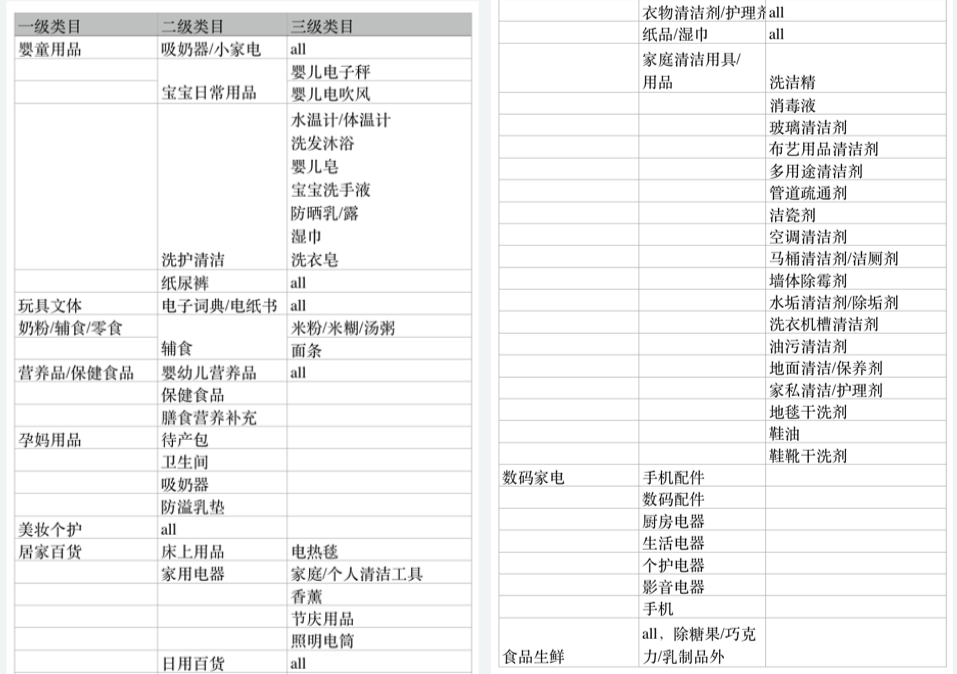 一级类目 二级类目 三级类目
婴童用品 吸奶器/小家电 all
婴儿电子秤
宝宝日常用品 婴儿电吹风
水温计/体温计
洗发沐浴
婴儿皂
宝宝洗手液
防晒乳/露
湿巾
洗护清洁 洗衣皂
纸尿裤 all
玩具文体 电子词典/电纸书 all
奶粉/辅食/零食 米粉/米糊/汤粥
辅食 面条
营养品/保健食品 婴幼儿营养品 all
保健食品
膳食营养补充
孕妈用品 待产包
卫生间
吸奶器
防溢乳垫
美妆个护 all
居家百货 床上用品 电热毯
家用电器 家庭/个人清洁工具
香薰
节庆用品
照明电筒
日用百货 all
衣物清洁剂/护理剂 all
纸品/湿巾 all
家庭清洁用具/
用品 洗洁精
消毒液
玻璃清洁剂
布艺用品清洁剂
多用途清洁剂
管道疏通剂
洁瓷剂
空调清洁剂
马桶清洁剂/洁厕剂
墙体除霉剂
水垢清洁剂/除垢剂
洗衣机槽清洁剂
油污清洁剂
地面清洁/保养剂
家私清洁/护理剂
地毯干洗剂
鞋油
鞋靴干洗剂
数码家电 手机配件
数码配件
厨房电器
生活电器
个护电器
影音电器
手机
all，除糖果/巧克
食品生鲜 力/乳制品外